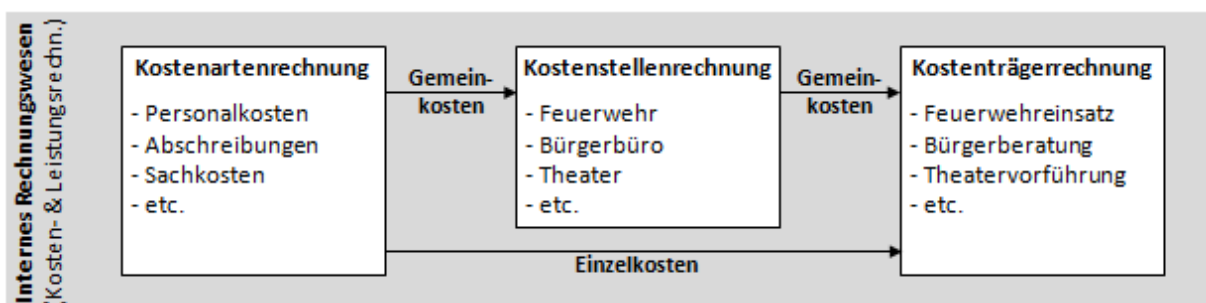 Internes Rechnungswesen
(Kosten- & Leistungsrechn.)
Kostenartenrechnung
- Personalkosten
- Abschreibungen
- Sachkosten
- etc.
Gemein-
kosten
Kostenstellenrechnung
- Feuerwehr
- Bürgerbüro
- Theater
- etc.
Gemein-
kosten
Kostenträgerrechnung
- Feuerwehreinsatz
- Bürgerberatung
- Theatervorführung
- etc.
Einzelkosten